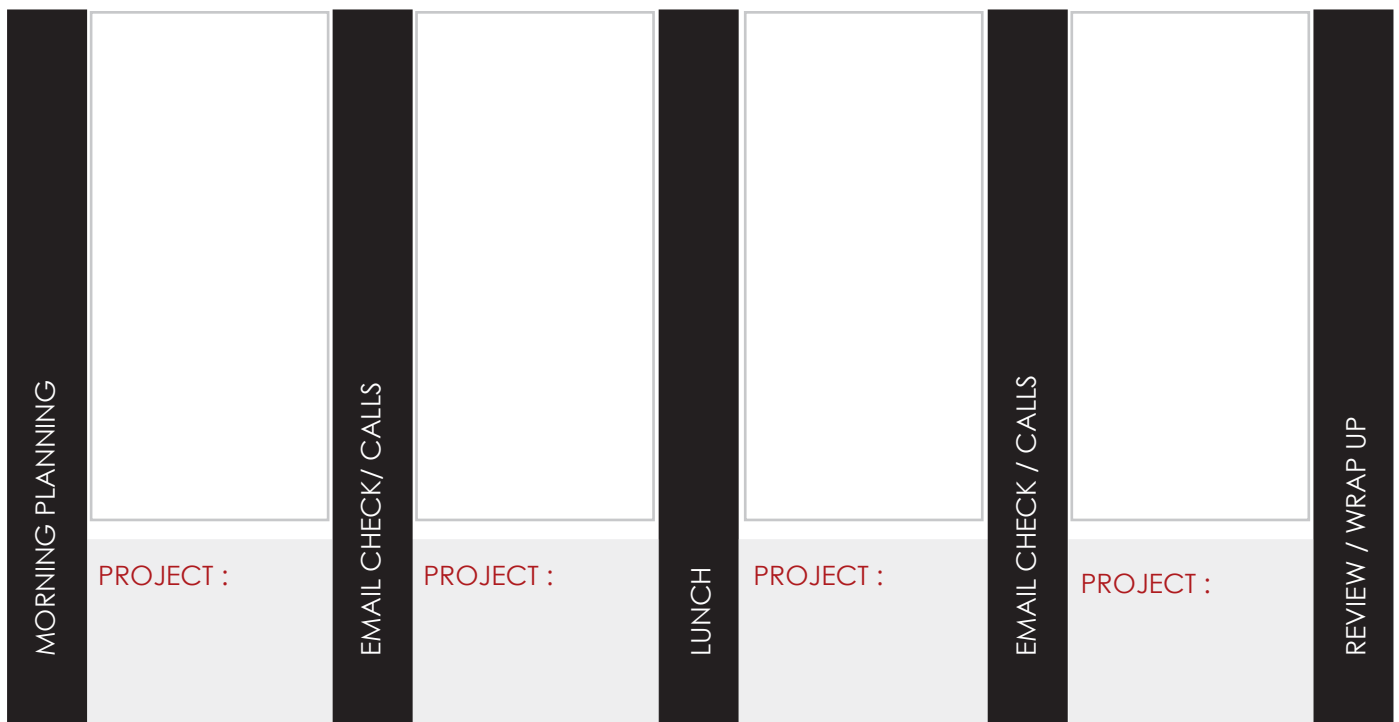 MORNING PLANNING
PROJECT :
EMAIL CHECK/ CALLS
PROJECT :
LUNCH
PROJECT :
EMAIL CHECK / CALLS
PROJECT :
REVIEW / WRAP UP